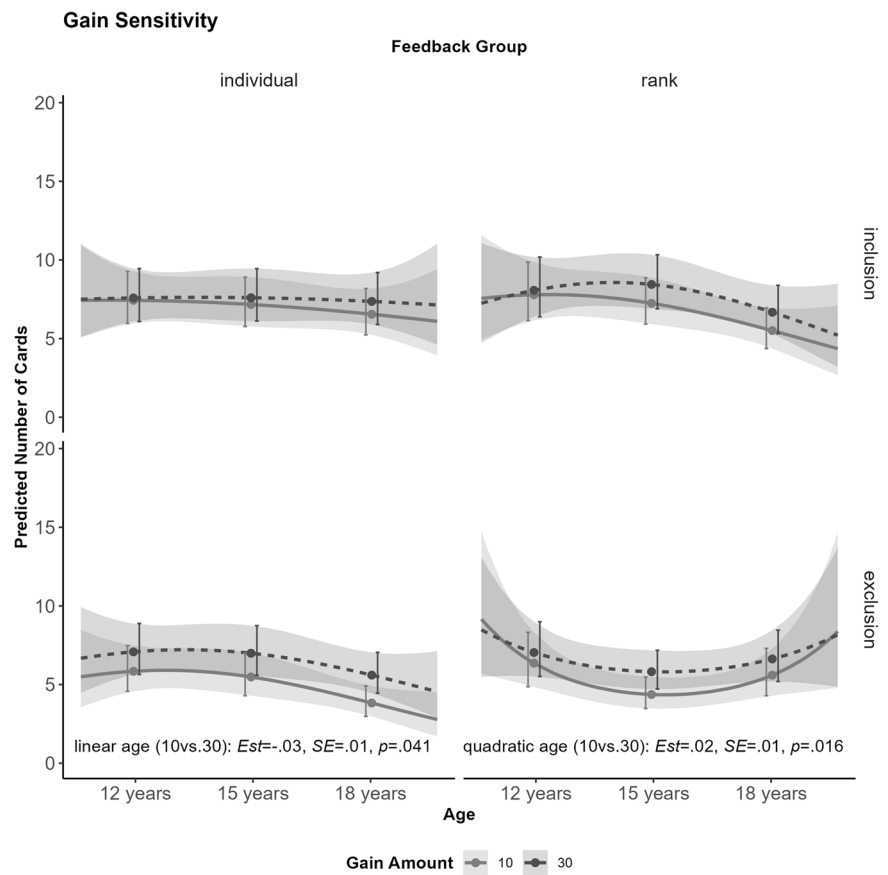 Gain Sensitivity
Feedback Group
individual
rank
20
15
10
5
0
inclusion
Predicted Number of Cards
20
15
10
5
0
exclusion
linear age (10vs.30): Est=-.03, SE=.01, p=.041
quadratic age (10vs.30): Est=.02, SE=.01, p=.016
12 years
15 years
18 years
12 years
15 years
18 years
Age
Gain Amount
10
30